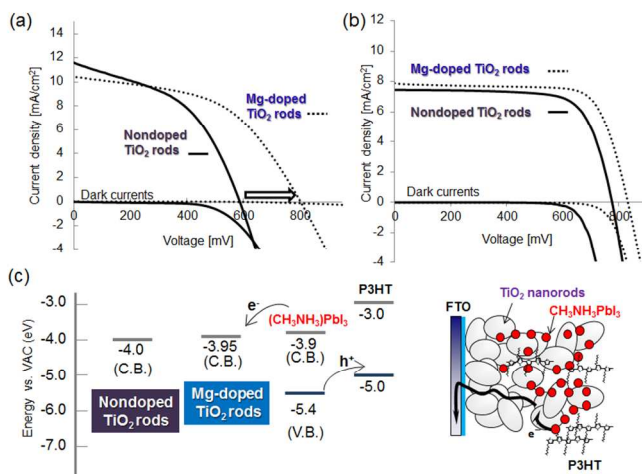 (a)
Current density [mA/cm²]
14
12
10
8
6
4
2
0
-2
-4
Mg-doped
TiO₂ rods
Nondoped
TiO₂ rods
Dark currents
0
200
400
600
800
Voltage [mV]
(b)
Current density [mA/cm²]
12
10
8
6
4
2
0
-2
-4
Mg-doped TiO₂ rods
Nondoped TiO₂ rods
Dark currents
0
200
400
600
800
Voltage [mV]
(c)
Energy vs. VAC (eV)
-3.0
-4.0
-5.0
-6.0
-7.0
-4.0
(C.B.)
Nondoped
TiO₂ rods
e⁻
-3.95
(C.B.)
Mg-doped
TiO₂ rods
(CH₃NH₃)PbI₃
-3.9
(C.B.)
h⁺
-5.4
(V.B.)
P3HT
-3.0
-5.0
TiO₂ nanorods
FTO
CH₃NH₃PbI₃
e
P3HT